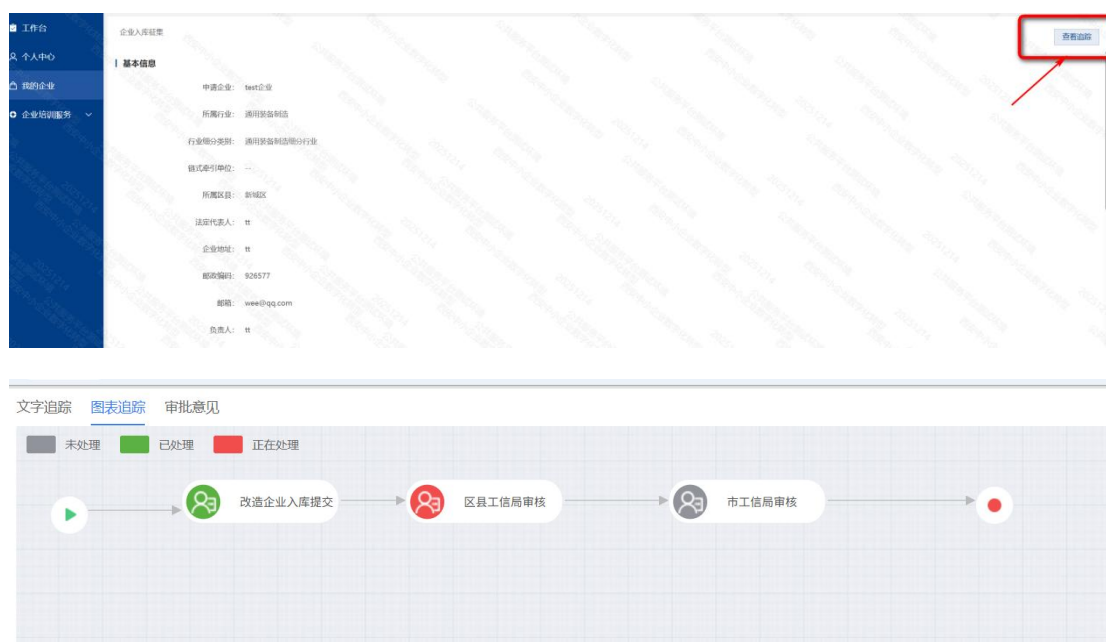 工作台
企业入库征集
查看追踪
个人中心
基本信息
我的企业
申请企业: test企业
企业培训服务
所属行业: 通用装备制造
行业细分类别: 通用装备制造细分行业
链式牵引单位: --
所属区县: 新城区
法定代表人: tt
企业地址: tt
邮政编码: 926577
邮箱: wee@qq.com
负责人: tt
文字追踪 图表追踪 审批意见
未处理 已处理 正在处理
改造企业入库提交 区县工信局审核 市工信局审核